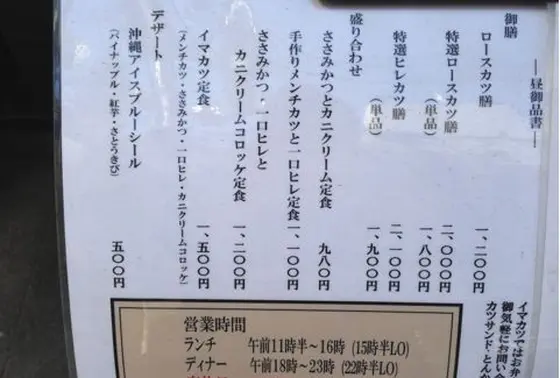 ―昼御品書―
御膳
ロースカツ膳 一、二〇〇円
特選ロースカツ膳 二、〇〇〇円
(単品) 一、八〇〇円
特選ヒレカツ膳 二、一〇〇円
(単品) 一、九〇〇円
盛り合わせ
ささみかつとカニクリーム定食 九八〇円
手作りメンチカツと一口ヒレ定食 一、一〇〇円
ささみかつ・一口ヒレと
カニクリームコロッケ定食 一、二〇〇円
イマカツ定食 一、五〇〇円
(メンチカツ・ささみかつ・一口ヒレ・カニクリームコロッケ)
デザート
沖縄アイスブルーシール 五〇〇円
(パイナップル・紅芋・さとうきび)
イマカツではお弁
御気軽にお問い
カツサンド・とんか
営業時間
ランチ 午前11時半~16時 (15時半LO)
ディナー 午前18時~23時 (22時半LO)